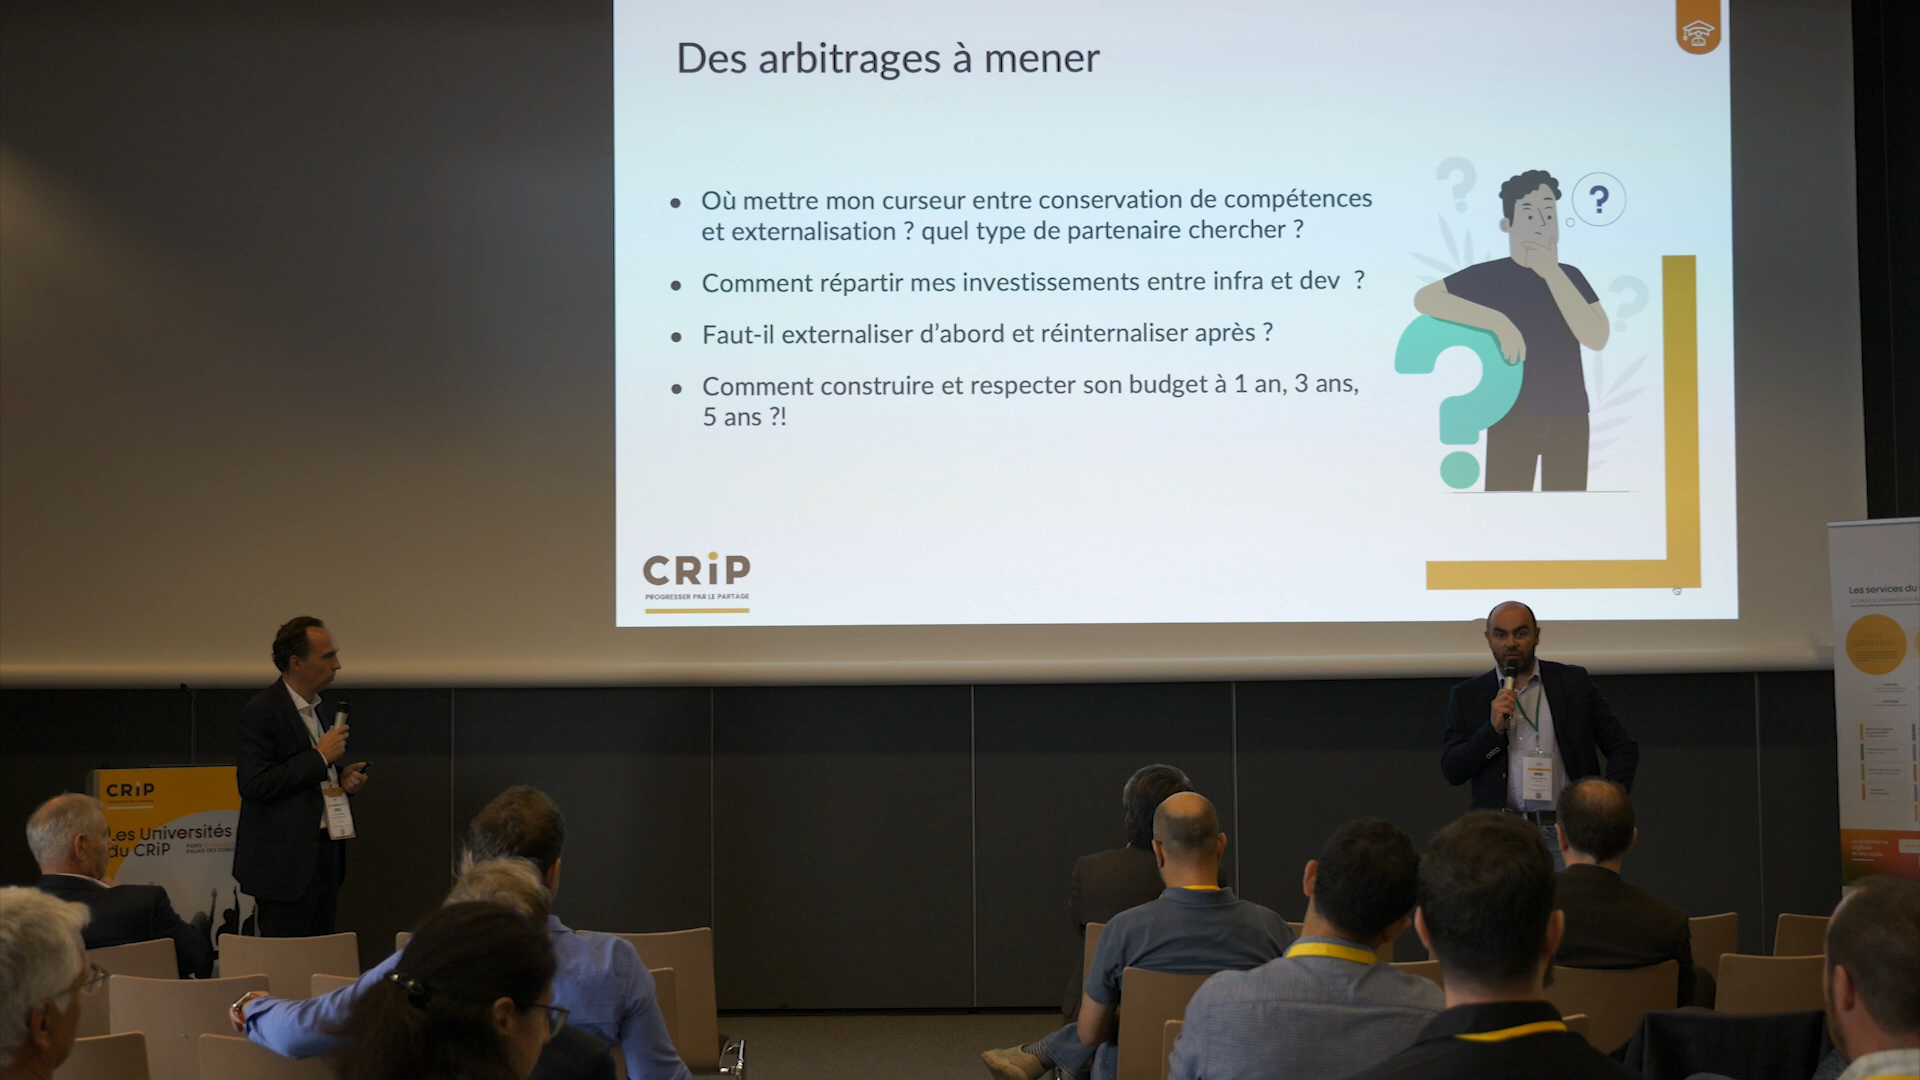 Des arbitrages à mener
• Où mettre mon curseur entre conservation de compétences
et externalisation ? quel type de partenaire chercher ?
• Comment répartir mes investissements entre infra et dev ?
• Faut-il externaliser d’abord et réinternaliser après ?
• Comment construire et respecter son budget à 1 an, 3 ans,
5 ans ?!
?
CRiP
PROGRESSER PAR LE PARTAGE
Les services du
CRiP
Les Universités
du CRiP